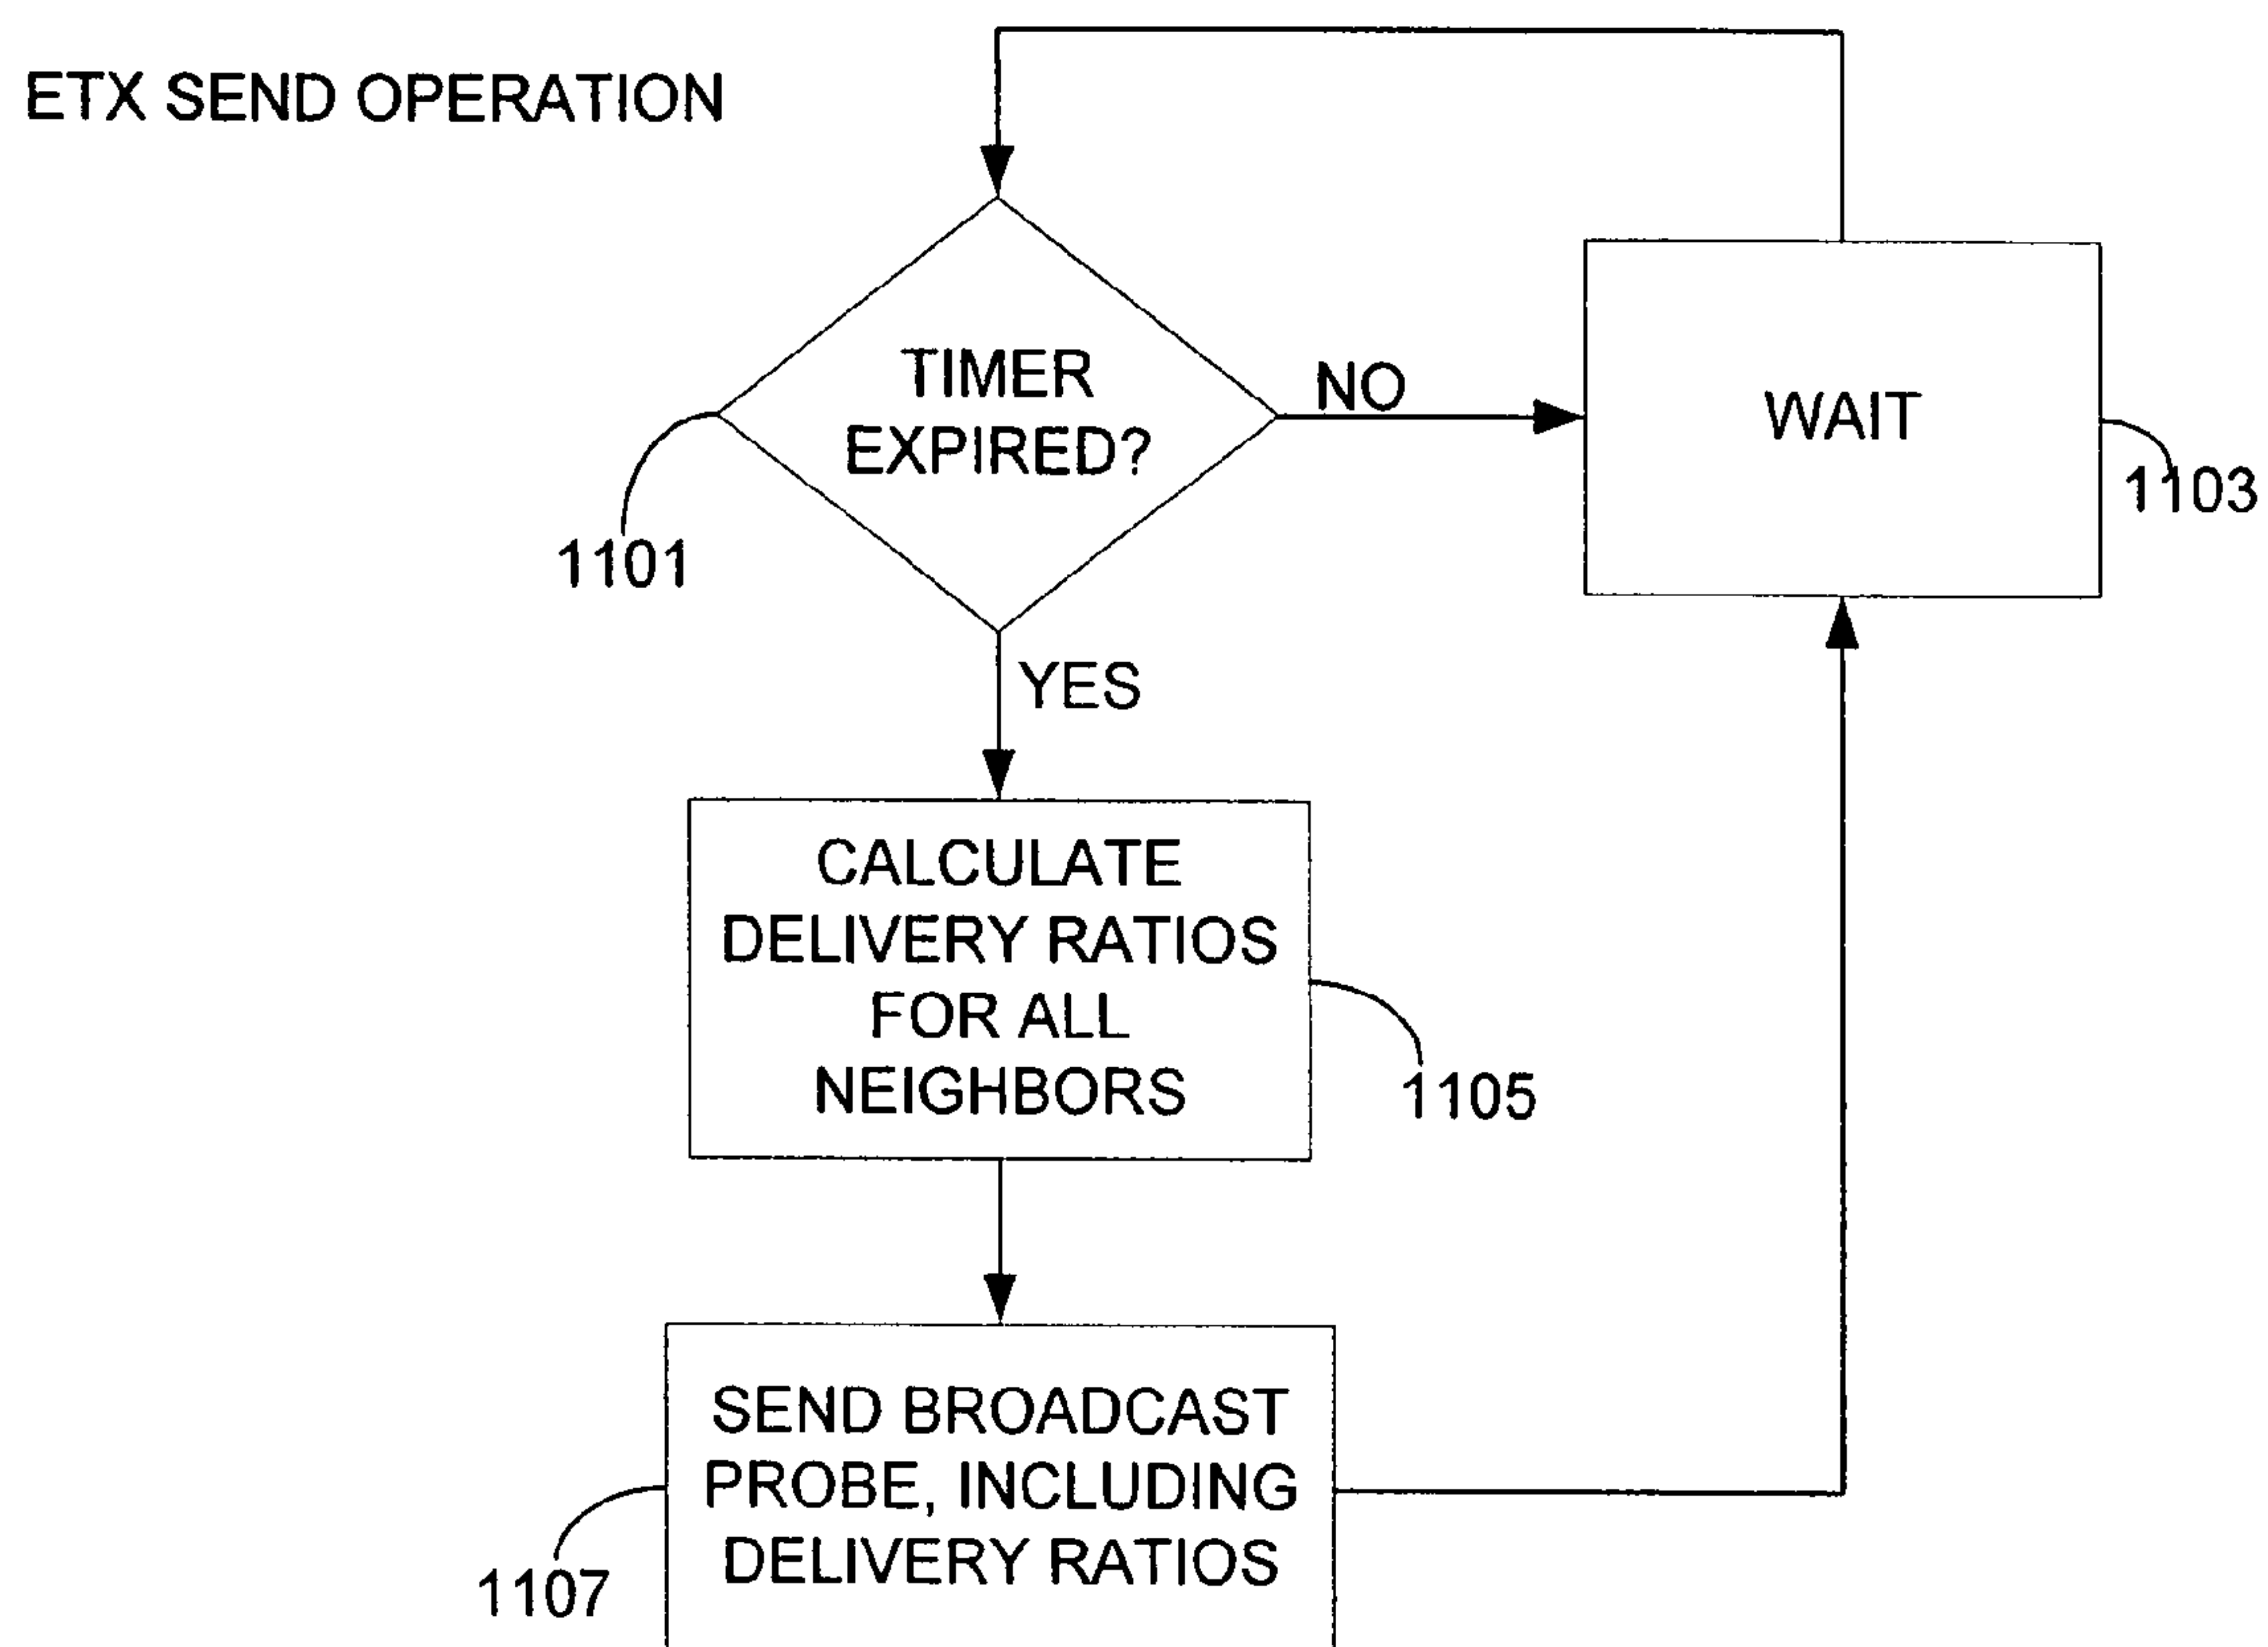 ETX SEND OPERATION
TIMER
EXPIRED?
NO
WAIT
1103
1101
YES
CALCULATE
DELIVERY RATIOS
FOR ALL
NEIGHBORS
1105
SEND BROADCAST
PROBE, INCLUDING
DELIVERY RATIOS
1107